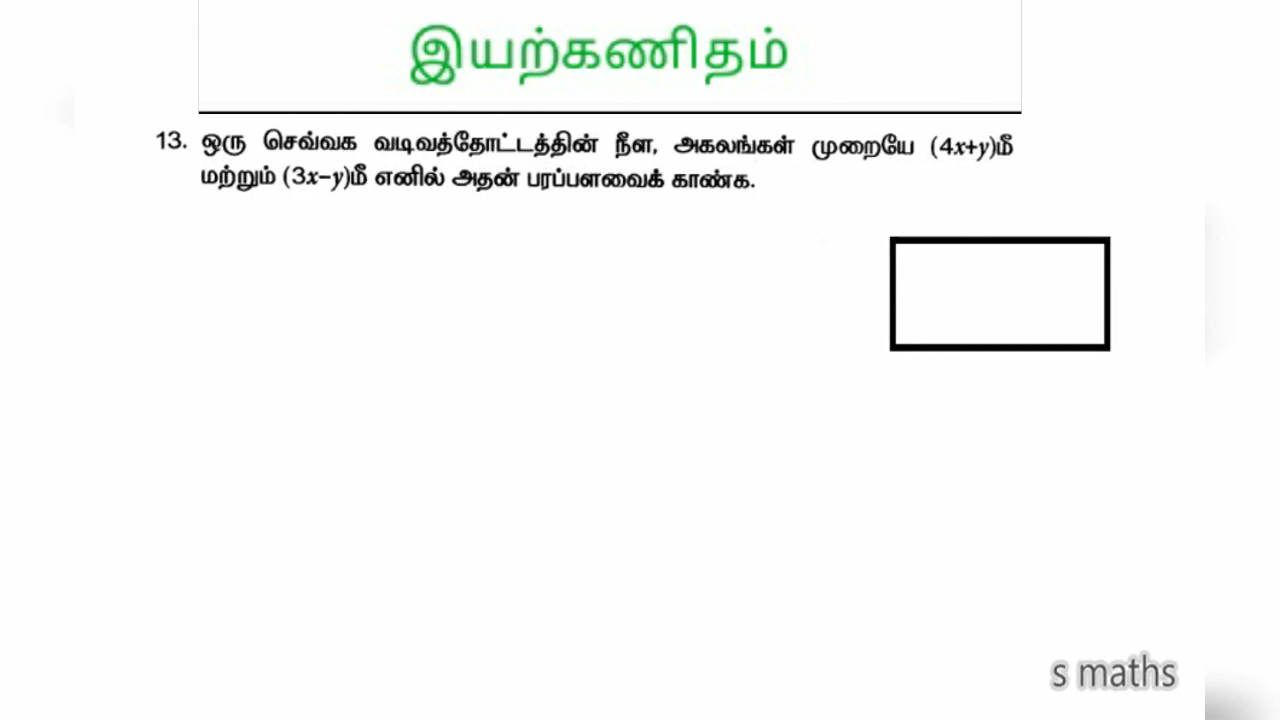 இயற்கணிதம்
13. ஒரு செவ்வக வடிவத்தோட்டத்தின் நீள, அகலங்கள் முறையே (4x+y)மீ
மற்றும் (3x−y)மீ எனில் அதன் பரப்பளவைக் காண்க.
s maths